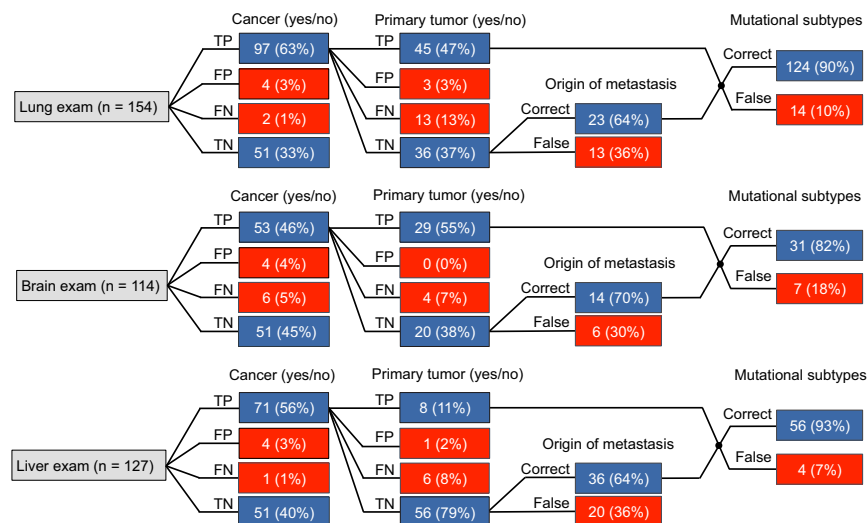 Cancer (yes/no) Primary tumor (yes/no) Mutational subtypes
TP 97 (63%) TP 45 (47%) Correct 124 (90%)
FP 4 (3%) FP 3 (3%) Origin of metastasis False 14 (10%)
Lung exam (n = 154) FN 2 (1%) FN 13 (13%) Correct 23 (64%)
TN 51 (33%) TN 36 (37%) False 13 (36%)
Cancer (yes/no) Primary tumor (yes/no) Mutational subtypes
TP 53 (46%) TP 29 (55%) Correct 31 (82%)
FP 4 (4%) FP 0 (0%) Origin of metastasis False 7 (18%)
Brain exam (n = 114) FN 6 (5%) FN 4 (7%) Correct 14 (70%)
TN 51 (45%) TN 20 (38%) False 6 (30%)
Cancer (yes/no) Primary tumor (yes/no) Mutational subtypes
TP 71 (56%) TP 8 (11%) Correct 56 (93%)
FP 4 (3%) FP 1 (2%) Origin of metastasis False 4 (7%)
Liver exam (n = 127) FN 1 (1%) FN 6 (8%) Correct 36 (64%)
TN 51 (40%) TN 56 (79%) False 20 (36%)